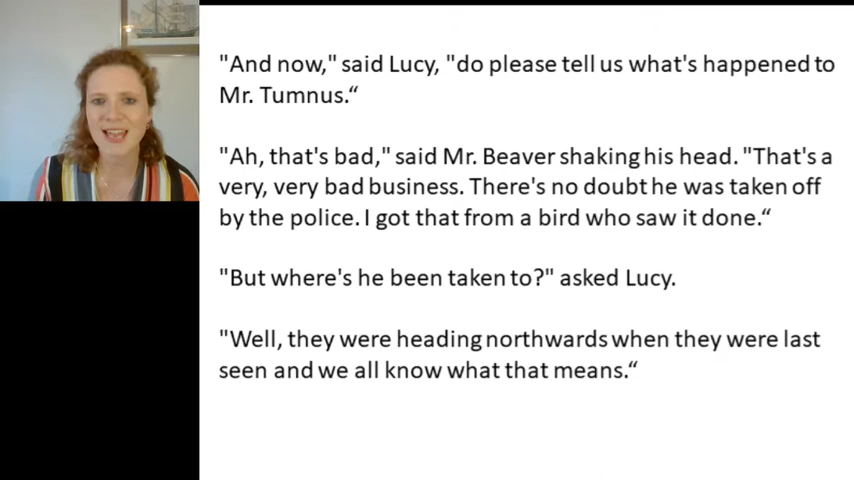 "And now," said Lucy, "do please tell us what's happened to
Mr. Tumnus.“
"Ah, that's bad," said Mr. Beaver shaking his head. "That's a
very, very bad business. There's no doubt he was taken off
by the police. I got that from a bird who saw it done.“
"But where's he been taken to?" asked Lucy.
"Well, they were heading northwards when they were last
seen and we all know what that means.“